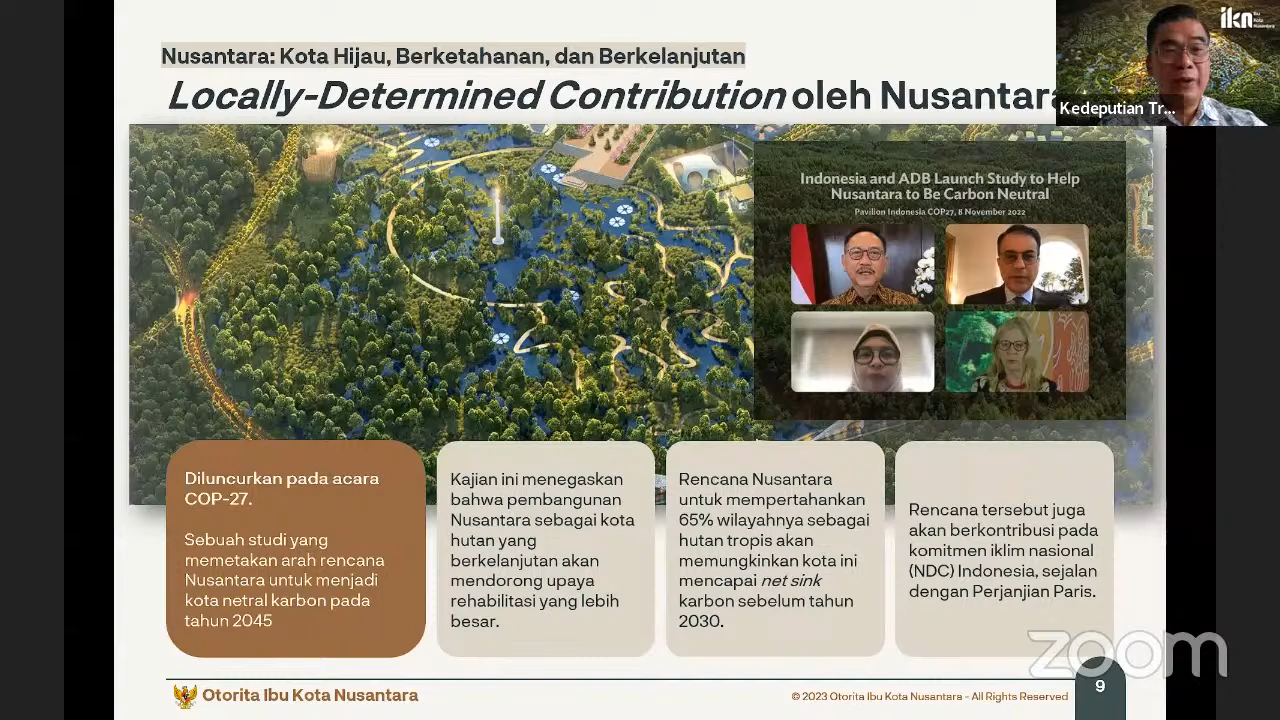 Nusantara: Kota Hijau, Berketahanan, dan Berkelanjutan
Locally-Determined Contribution oleh Nusantara
ikn
Ibu
Kota
Nusantara
Kedeputian Tr...
Indonesia and ADB Launch Study to Help
Nusantara to Be Carbon Neutral
Pavilion Indonesia COP27, 8 November 2022
Diluncurkan pada acara
COP-27.
Sebuah studi yang
memetakan arah rencana
Nusantara untuk menjadi
kota netral karbon pada
tahun 2045
Kajian ini menegaskan
bahwa pembangunan
Nusantara sebagai kota
hutan yang
berkelanjutan akan
mendorong upaya
rehabilitasi yang lebih
besar.
Rencana Nusantara
untuk mempertahankan
65% wilayahnya sebagai
hutan tropis akan
memungkinkan kota ini
mencapai net sink
karbon sebelum tahun
2030.
Rencana tersebut juga
akan berkontribusi pada
komitmen iklim nasional
(NDC) Indonesia, sejalan
dengan Perjanjian Paris.
zoom
Otorita Ibu Kota Nusantara
© 2023 Otorita Ibu Kota Nusantara - All Rights Reserved
9